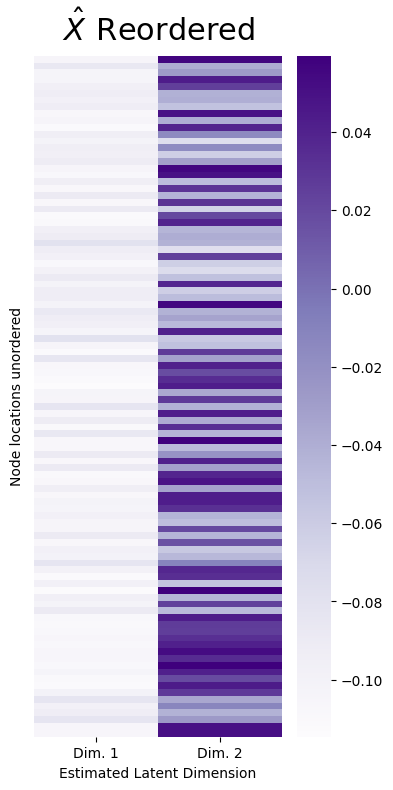 X̂ Reordered
Node locations unordered
0.04
0.02
0.00
−0.02
−0.04
−0.06
−0.08
−0.10
Dim. 1 Dim. 2
Estimated Latent Dimension